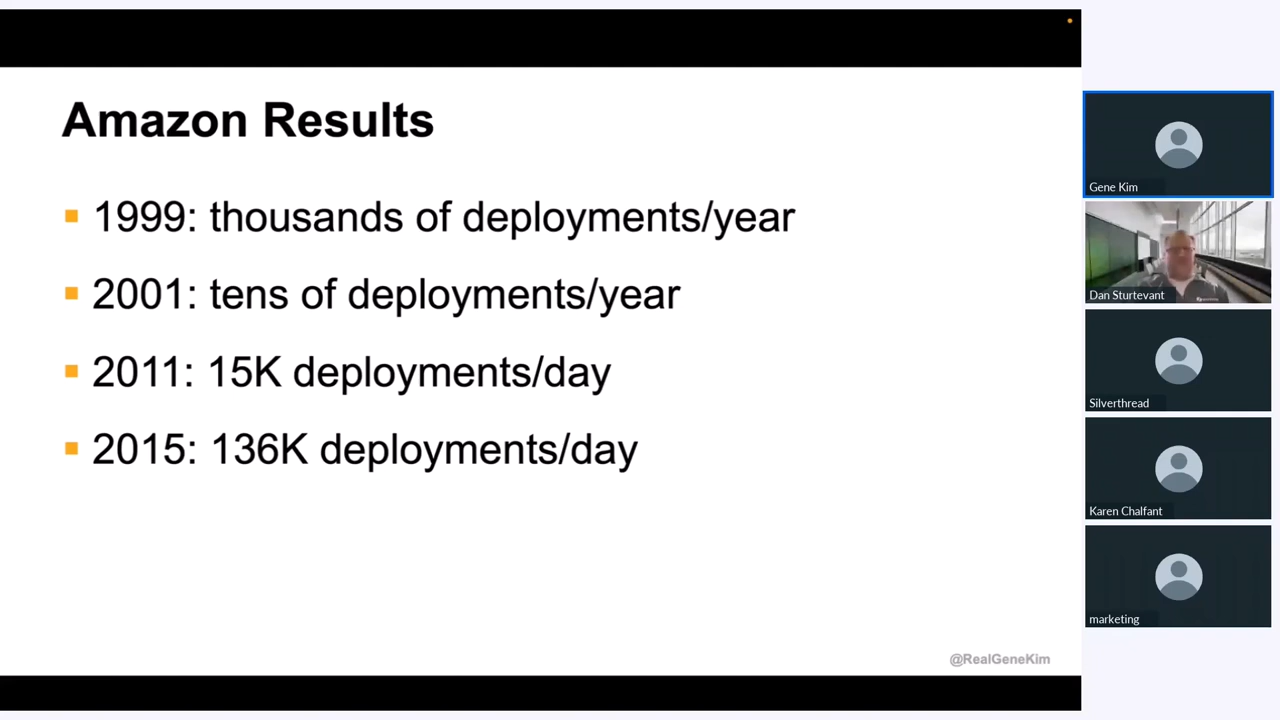 Amazon Results
1999: thousands of deployments/year
2001: tens of deployments/year
2011: 15K deployments/day
2015: 136K deployments/day
@RealGeneKim
Gene Kim
Dan Sturtevant
Silverthread
Karen Chalfant
marketing